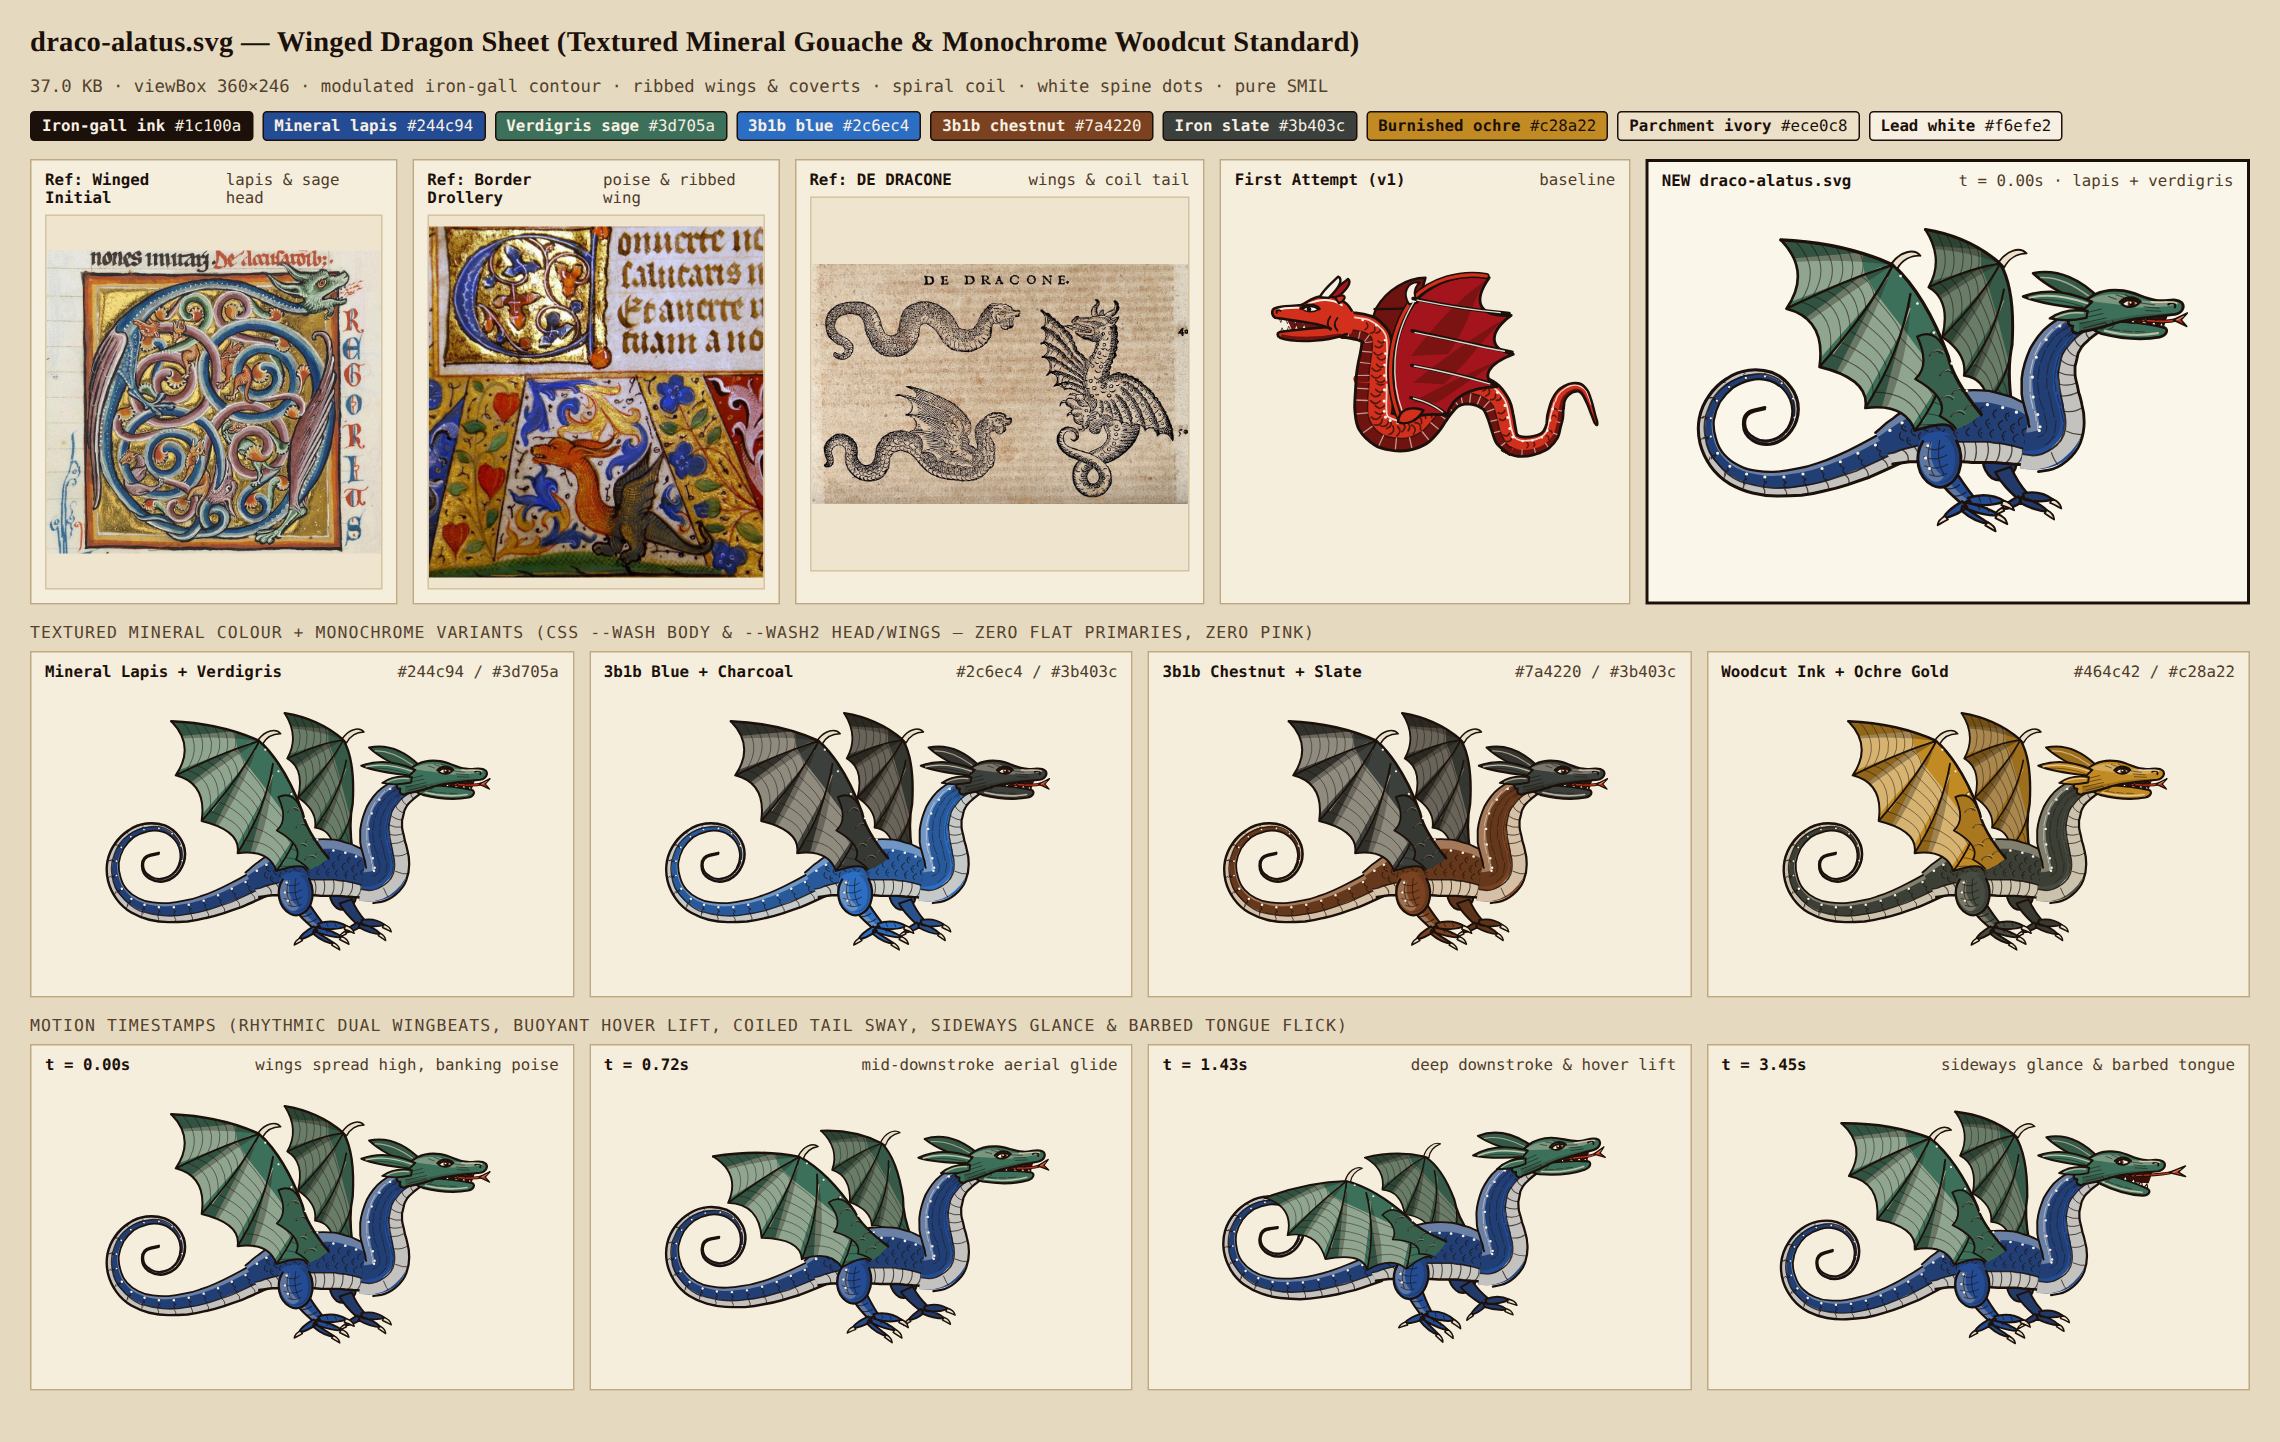 draco-alatus.svg — Winged Dragon Sheet (Textured Mineral Gouache & Monochrome Woodcut Standard)
37.0 KB · viewBox 360×246 · modulated iron-gall contour · ribbed wings & coverts · spiral coil · white spine dots · pure SMIL
Iron-gall ink #1c100a
Mineral lapis #244c94
Verdigris sage #3d705a
3b1b blue #2c6ec4
3b1b chestnut #7a4220
Iron slate #3b403c
Burnished ochre #c28a22
Parchment ivory #ece0c8
Lead white #f6efe2
Ref: Winged Initial
lapis & sage head
nones
De
R
E
G
O
R
I
a
S
Ref: Border Drollery
poise & ribbed wing
salutaris
Ref: DE DRACONE
wings & coil tail
DE DRACONE.
First Attempt (v1)
baseline
NEW draco-alatus.svg
t = 0.00s · lapis + verdigris
TEXTURED MINERAL COLOUR + MONOCHROME VARIANTS (CSS --WASH BODY & --WASH2 HEAD/WINGS — ZERO FLAT PRIMARIES, ZERO PINK)
Mineral Lapis + Verdigris
#244c94 / #3d705a
3b1b Blue + Charcoal
#2c6ec4 / #3b403c
3b1b Chestnut + Slate
#7a4220 / #3b403c
Woodcut Ink + Ochre Gold
#464c42 / #c28a22
MOTION TIMESTAMPS (RHYTHMIC DUAL WINGBEATS, BUOYANT HOVER LIFT, COILED TAIL SWAY, SIDEWAYS GLANCE & BARBED TONGUE FLICK)
t = 0.00s
wings spread high, banking poise
t = 0.72s
mid-downstroke aerial glide
t = 1.43s
deep downstroke & hover lift
t = 3.45s
sideways glance & barbed tongue